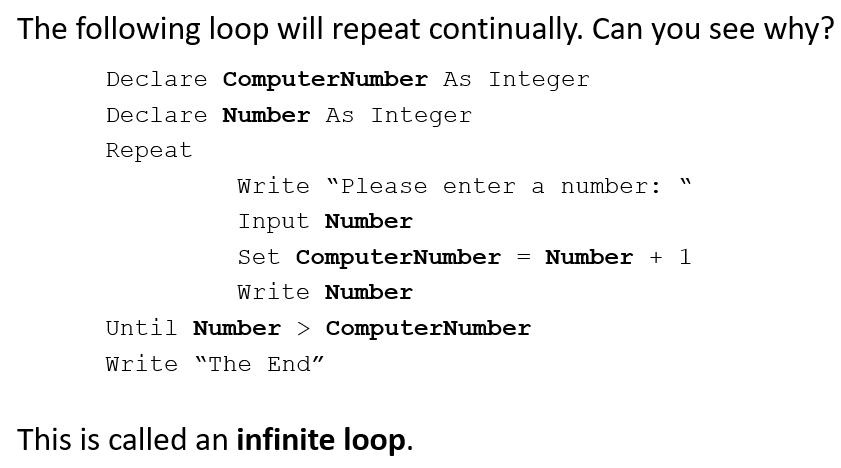 The following loop will repeat continually. Can you see why?
Declare ComputerNumber As Integer
Declare Number As Integer
Repeat
Write “Please enter a number: “
Input Number
Set ComputerNumber = Number + 1
Write Number
Until Number > ComputerNumber
Write “The End”
This is called an infinite loop.